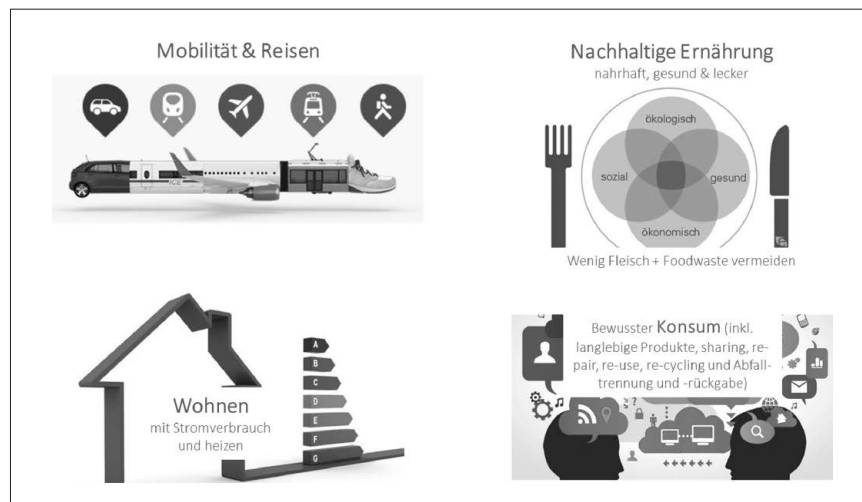 Mobilität & Reisen
ICE
Nachhaltige Ernährung
nahrhaft, gesund & lecker
ökologisch
sozial
gesund
ökonomisch
Wenig Fleisch + Foodwaste vermeiden
Wohnen
mit Stromverbrauch
und heizen
A
B
C
D
E
F
G
Bewusster Konsum (inkl.
langlebige Produkte, sharing, re-
pair, re-use, re-cycling und Abfall-
trennung und -rückgabe)